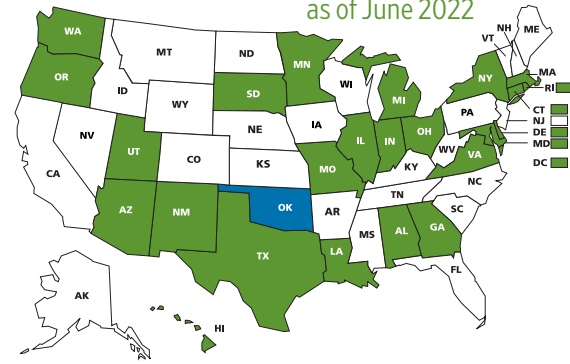 as of June 2022
WA
MT
ND
MN
VT
NH
ME
OR
ID
SD
WI
MI
NY
MA
RI
WY
CT
NJ
DE
MD
DC
NV
UT
CO
NE
IA
IL
IN
OH
PA
WV
VA
CA
KS
MO
KY
NC
AZ
NM
OK
AR
TN
SC
TX
LA
MS
AL
GA
FL
AK
HI